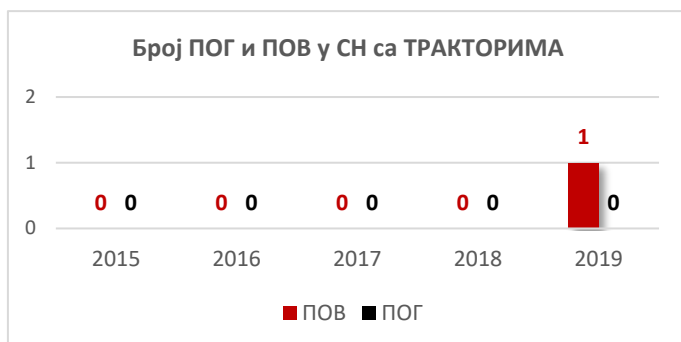 Број ПОГ и ПОВ у СН са ТРАКТОРИМА
2
1
0
1
0 0 0 0 0 0 0 0 0
2015 2016 2017 2018 2019
ПОВ ПОГ